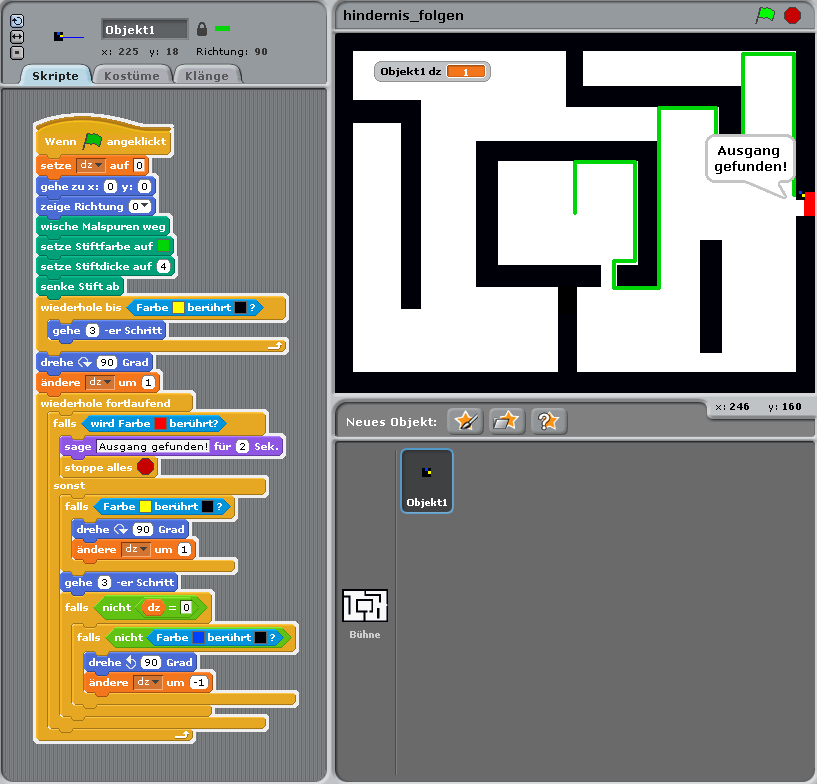 Objekt1
x: 225 y: 18 Richtung: 90
Skripte Kostüme Klänge
Wenn angeklickt
setze dz auf 0
gehe zu x: 0 y: 0
zeige Richtung 0
wische Malspuren weg
setze Stiftfarbe auf
setze Stiftdicke auf 4
senke Stift ab
wiederhole bis Farbe berührt ?
gehe 3 -er Schritt
drehe 90 Grad
ändere dz um 1
wiederhole fortlaufend
falls wird Farbe berührt?
sage Ausgang gefunden! für 2 Sek.
stoppe alles
sonst
falls Farbe berührt ?
drehe 90 Grad
ändere dz um 1
gehe 3 -er Schritt
falls nicht dz = 0
falls nicht Farbe berührt ?
drehe 90 Grad
ändere dz um -1
hindernis_folgen
Objekt1 dz 1
Ausgang
gefunden!
x: 246 y: 160
Neues Objekt:
Objekt1
Bühne